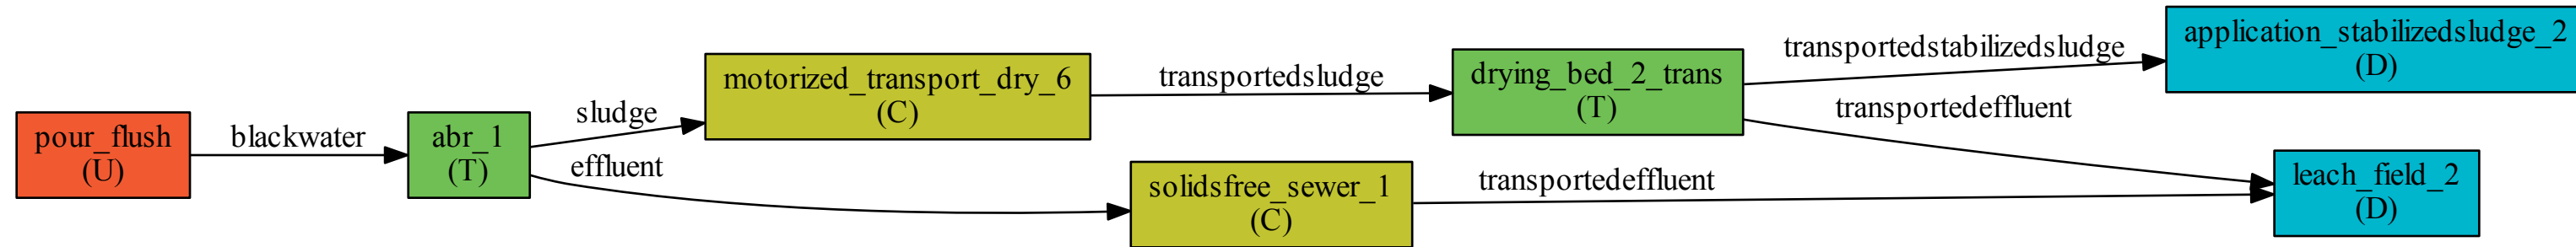 pour_flush
(U)
blackwater
abr_1
(T)
sludge
effluent
motorized_transport_dry_6
(C)
transportedsludge
solidsfree_sewer_1
(C)
transportedeffluent
drying_bed_2_trans
(T)
transportedstabilizedsludge
transportedeffluent
application_stabilizedsludge_2
(D)
leach_field_2
(D)